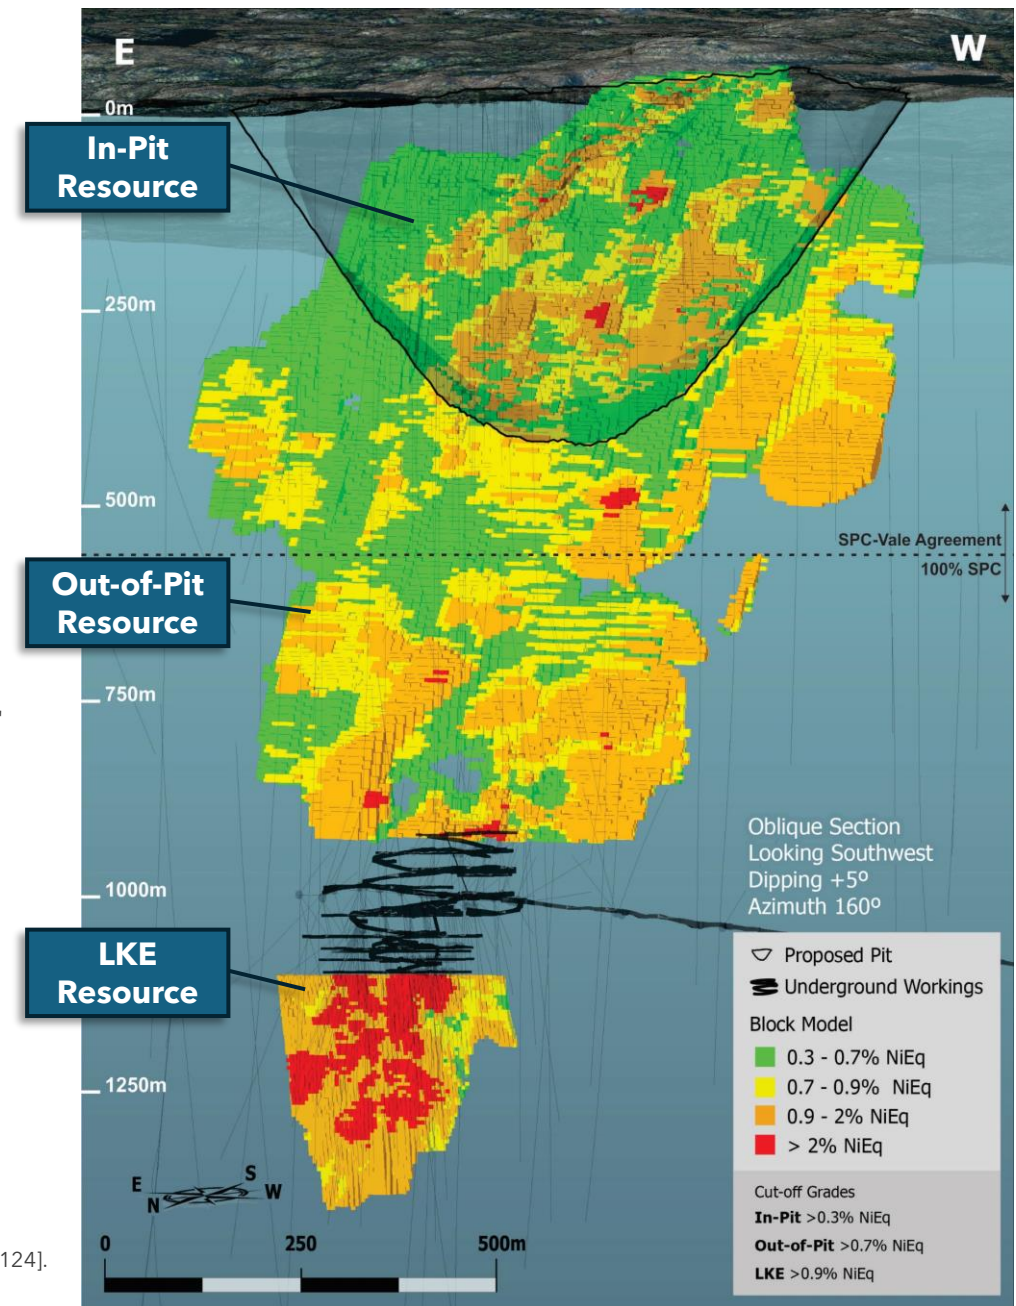 E
W
0m
In-Pit
Resource
250m
500m
SPC-Vale Agreement
100% SPC
Out-of-Pit
Resource
750m
Oblique Section
Looking Southwest
Dipping +5º
Azimuth 160º
1000m
LKE
Resource
Proposed Pit
Underground Workings
Block Model
0.3 - 0.7% NiEq
0.7 - 0.9% NiEq
0.9 - 2% NiEq
> 2% NiEq
1250m
E
S
N
W
Cut-off Grades
In-Pit >0.3% NiEq
Out-of-Pit >0.7% NiEq
LKE >0.9% NiEq
0
250
500m
124].